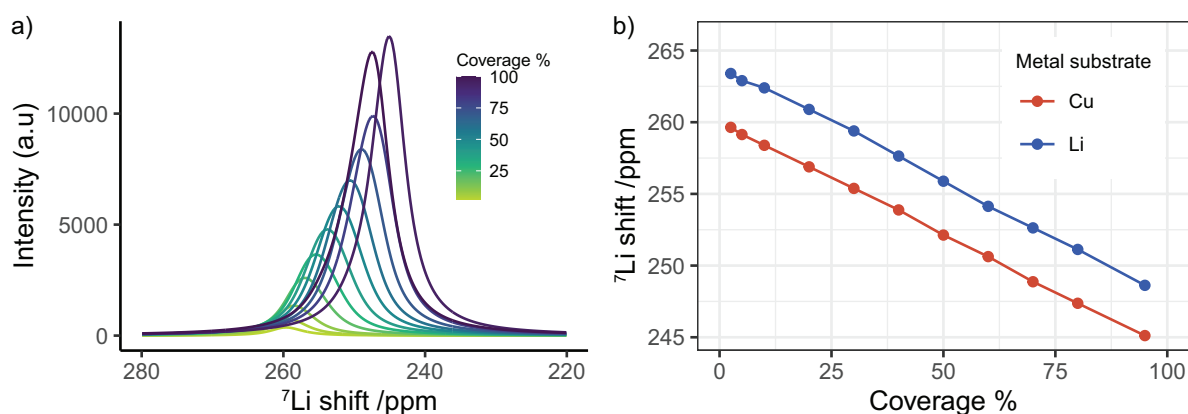 a)
Intensity (a.u)
10000
5000
0
280
260
240
220
⁷Li shift /ppm
Coverage %
100
75
50
25
b)
⁷Li shift /ppm
265
260
255
250
245
0
25
50
75
100
Coverage %
Metal substrate
Cu
Li